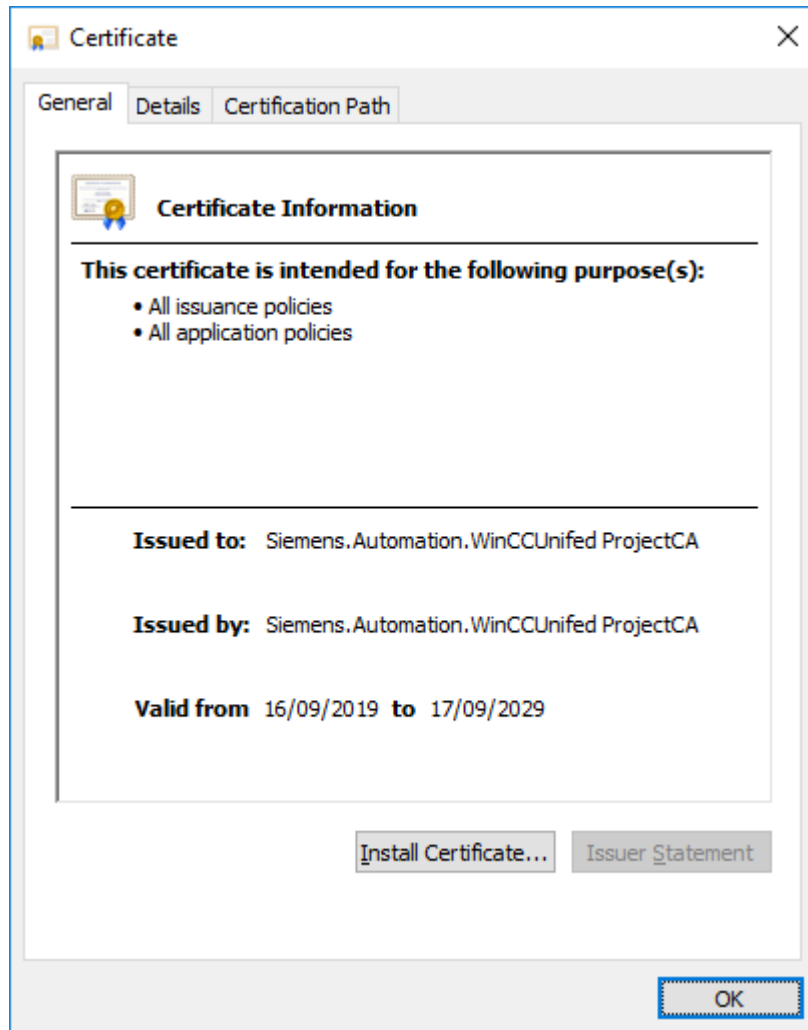 Certificate
General Details Certification Path
Certificate Information
This certificate is intended for the following purpose(s):
• All issuance policies
• All application policies
Issued to: Siemens.Automation.WinCCUnifed ProjectCA
Issued by: Siemens.Automation.WinCCUnifed ProjectCA
Valid from 16/09/2019 to 17/09/2029
Install Certificate... Issuer Statement
OK